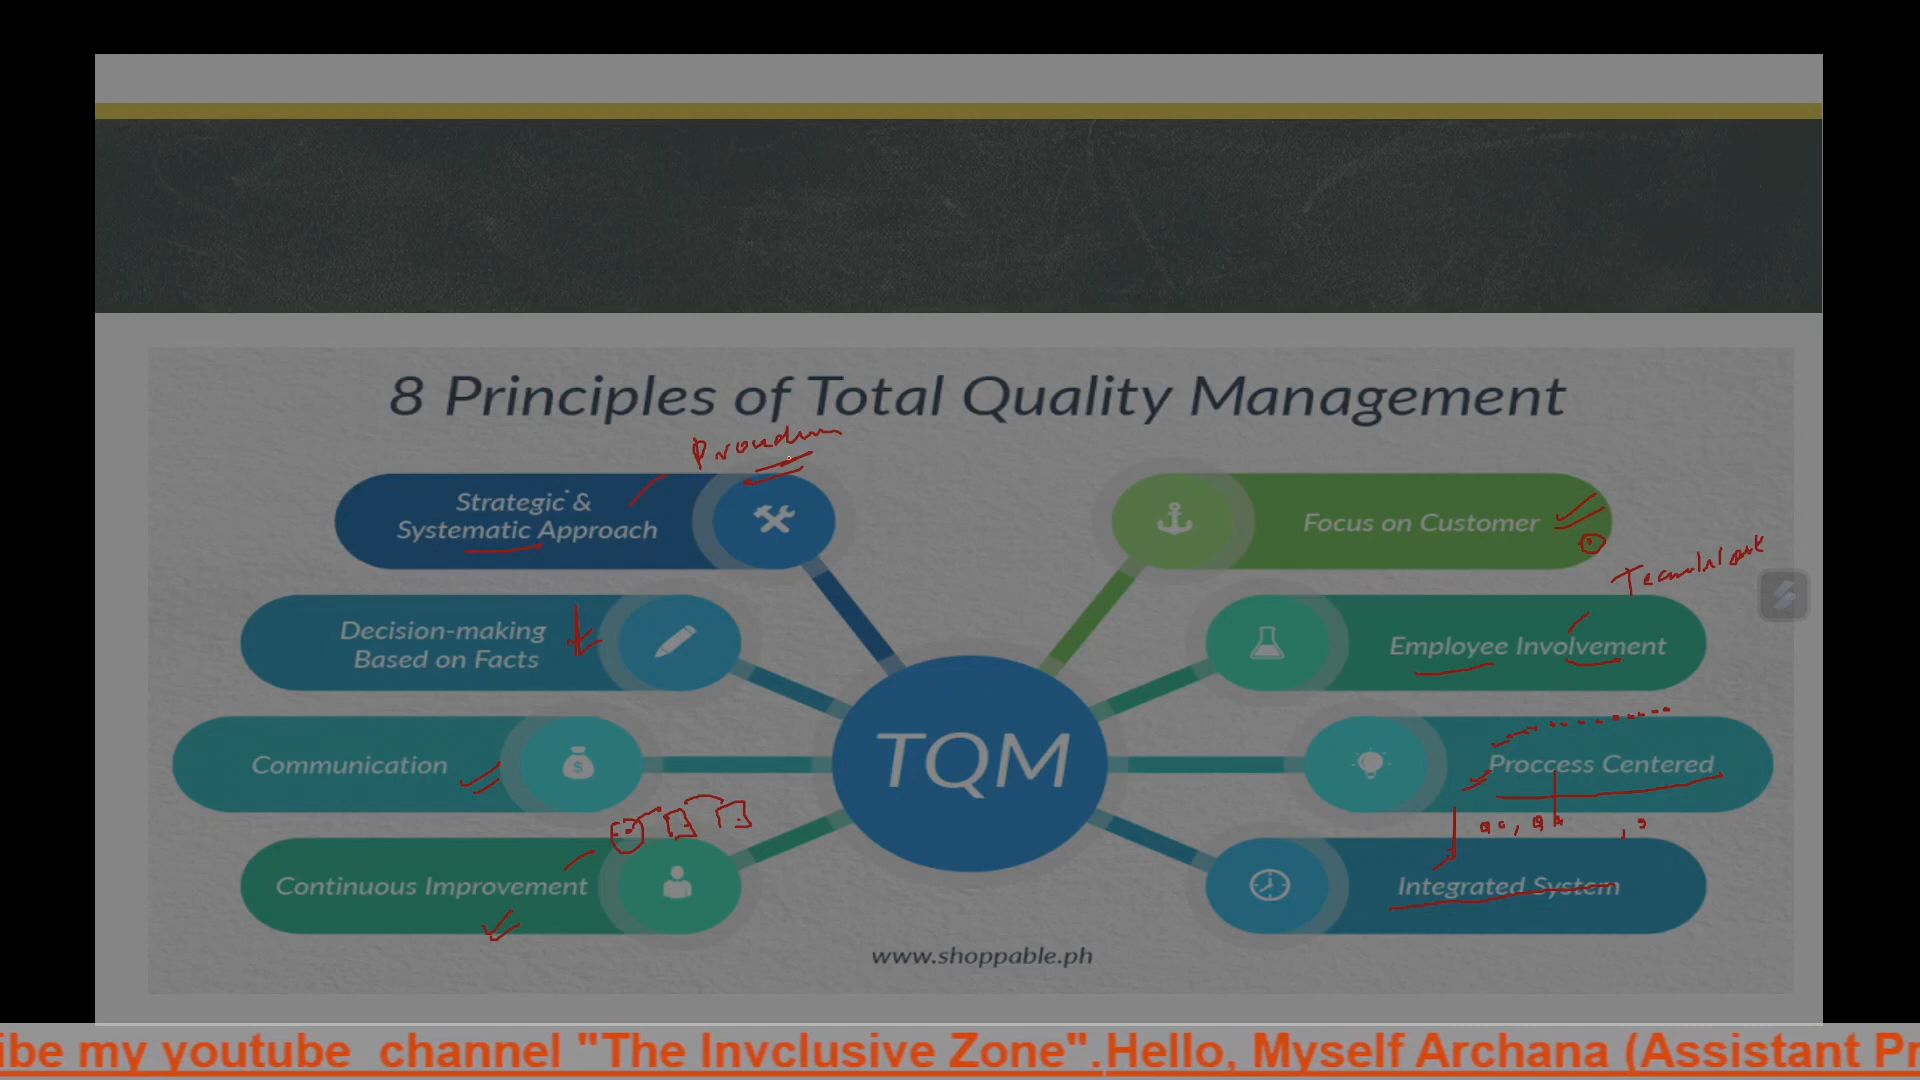 8 Principles of Total Quality Management
Strategic &
Systematic Approach
Focus on Customer
Decision-making
Based on Facts
Employee Involvement
Communication
TQM
Proccess Centered
Continuous Improvement
Integrated System
www.shoppable.ph
ibe my youtube channel "The Invclusive Zone".Hello, Myself Archana (Assistant Pr